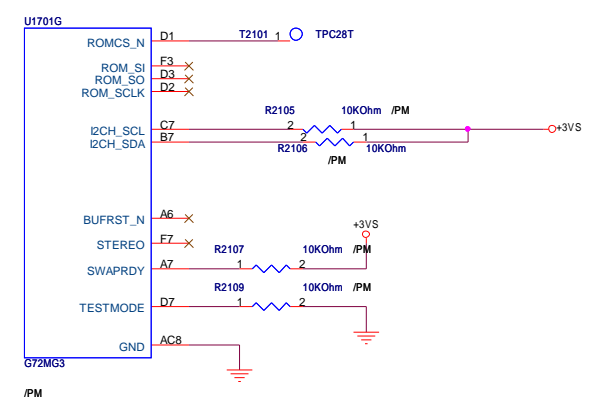 U1701G
ROMCS_N D1 T2101 1 TPC28T
ROM_SI F3
ROM_SO D3
ROM_SCLK D2
R2105 10KOhm /PM
I2CH_SCL C7 2 1 +3VS
I2CH_SDA B7 2 1
R2106 10KOhm
/PM
BUFRST_N A6
+3VS
STEREO F7
R2107 10KOhm /PM
SWAPRDY A7 1 2
R2109 10KOhm /PM
TESTMODE D7 1 2
GND AC8
G72MG3
/PM